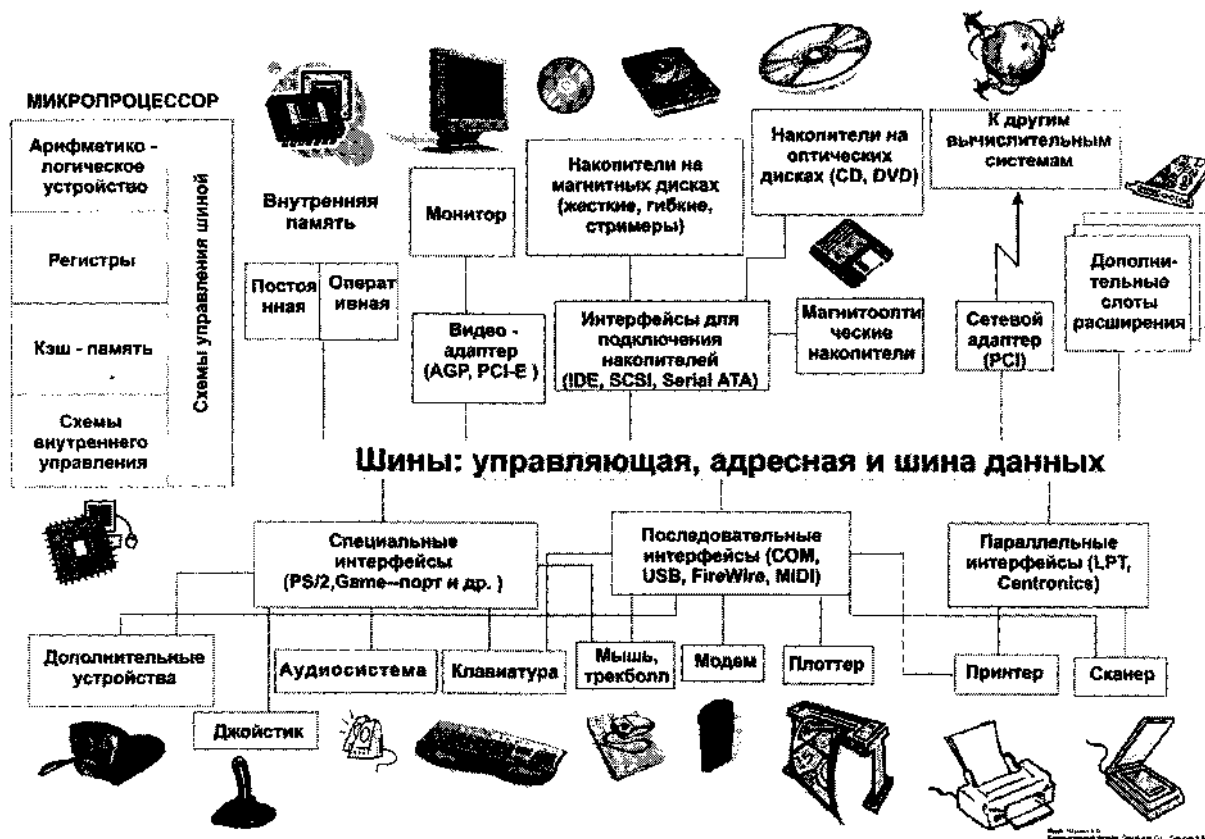 МИКРОПРОЦЕССОР
Арифметико -
логическое
устройство
Регистры
Кэш - память
Схемы
внутреннего
управления
Схемы управления шиной
Внутренняя
память
Постоя
нная
Операт
ивная
Монитор
Видео -
адаптер
(AGP, PCI-E )
Накопители на
магнитных дисках
(жесткие, гибкие,
стримеры)
Накопители на
оптических
дисках (CD, DVD)
Интерфейсы для
подключения
накопителей
(IDE, SCSI, Serial ATA)
Магнитоопти
ческие
накопители
К другим
вычислительным
системам
Сетевой
адаптер
(PCI)
Дополни-
тельные
слоты
расширения
Шины: управляющая, адресная и шина данных
Специальные
интерфейсы
(PS/2,Game--порт и др. )
Последовательные
интерфейсы (COM,
USB, FireWire, MIDI)
Параллельные
интерфейсы (LPT,
Centronics)
Дополнительные
устройства
Джойстик
Аудиосистема
Клавиатура
Мышь,
трекболл
Модем
Плоттер
Принтер
Сканер